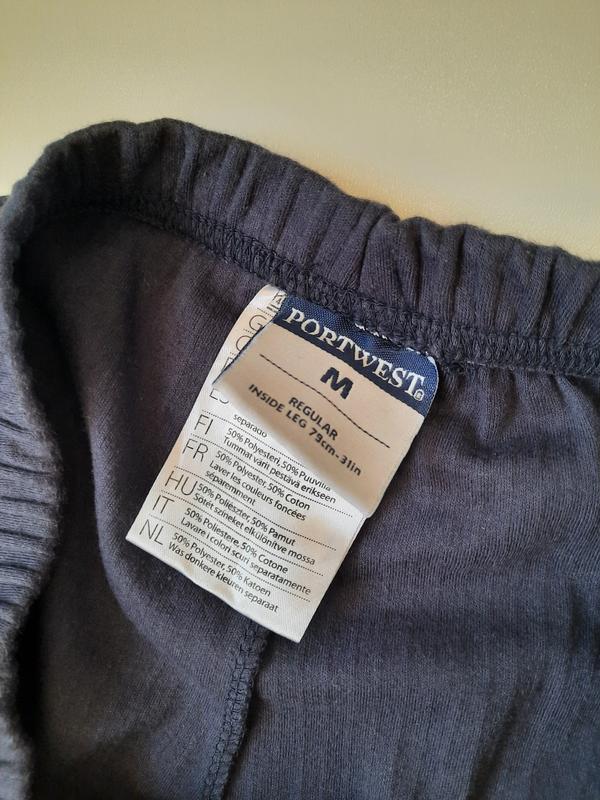 PORTWEST®
M
REGULAR
INSIDE LEG 79cm-31in
G
ES
separado
FI
50% Polyesteri, 50% Puuvilla
Tummat värit pestävä erikseen
FR
50% Polyester, 50% Coton
Laver les couleurs foncées
séparemment
HU
50% Poliészter, 50% Pamut
Sötét színeket elkülönítve mossa
IT
50% Poliestere, 50% Cotone
Lavare i colori scuri separatamente
NL
50% Polyester, 50% Katoen
Was donkere kleuren separaat